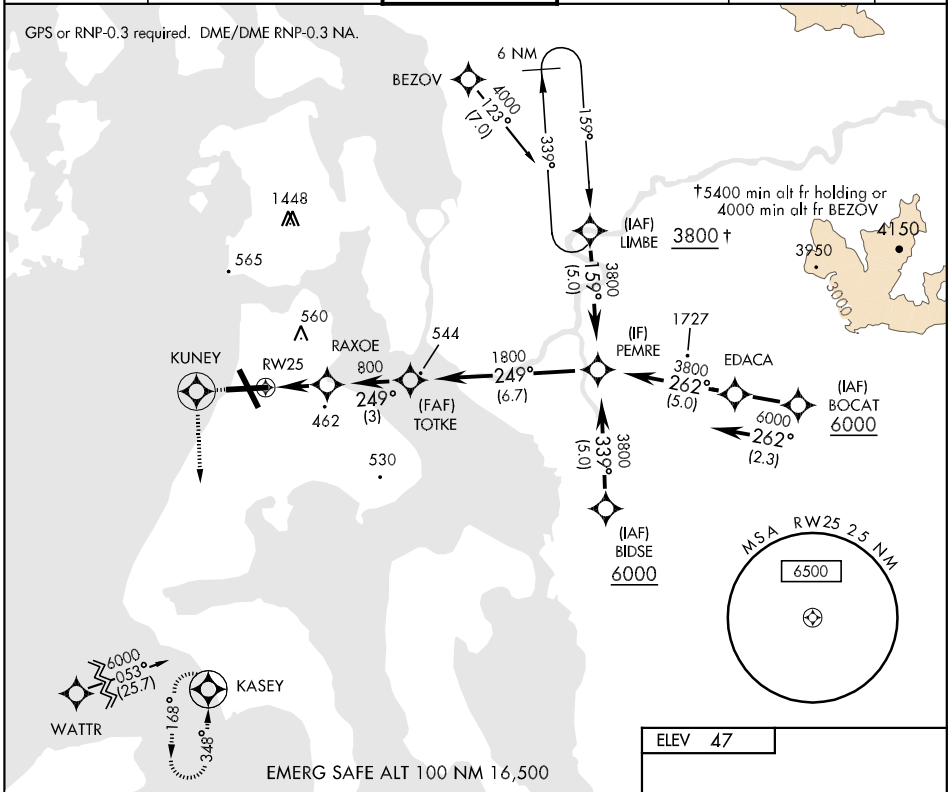 GPS or RNP-0.3 required. DME/DME RNP-0.3 NA.
6 NM
BEZOV
4000
123°
(7.0)
339°
159°
†5400 min alt fr holding or
4000 min alt fr BEZOV
1448
(IAF)
LIMBE
3800 †
4150
3950
3000
565
3800
159°
(5.0)
560
544
(IF)
PEMRE
1727
KUNEY
RW25
RAXOE
800
249°
(3)
1800
249°
(6.7)
3800
262°
(5.0)
EDACA
(IAF)
BOCAT
6000
6000
262°
(2.3)
462
(FAF)
TOTKE
530
3800
339°
(5.0)
(IAF)
BIDSE
6000
MSA RW25 25 NM
6500
6000
053°
(25.7)
WATTR
KASEY
168°
348°
ELEV 47
EMERG SAFE ALT 100 NM 16,500